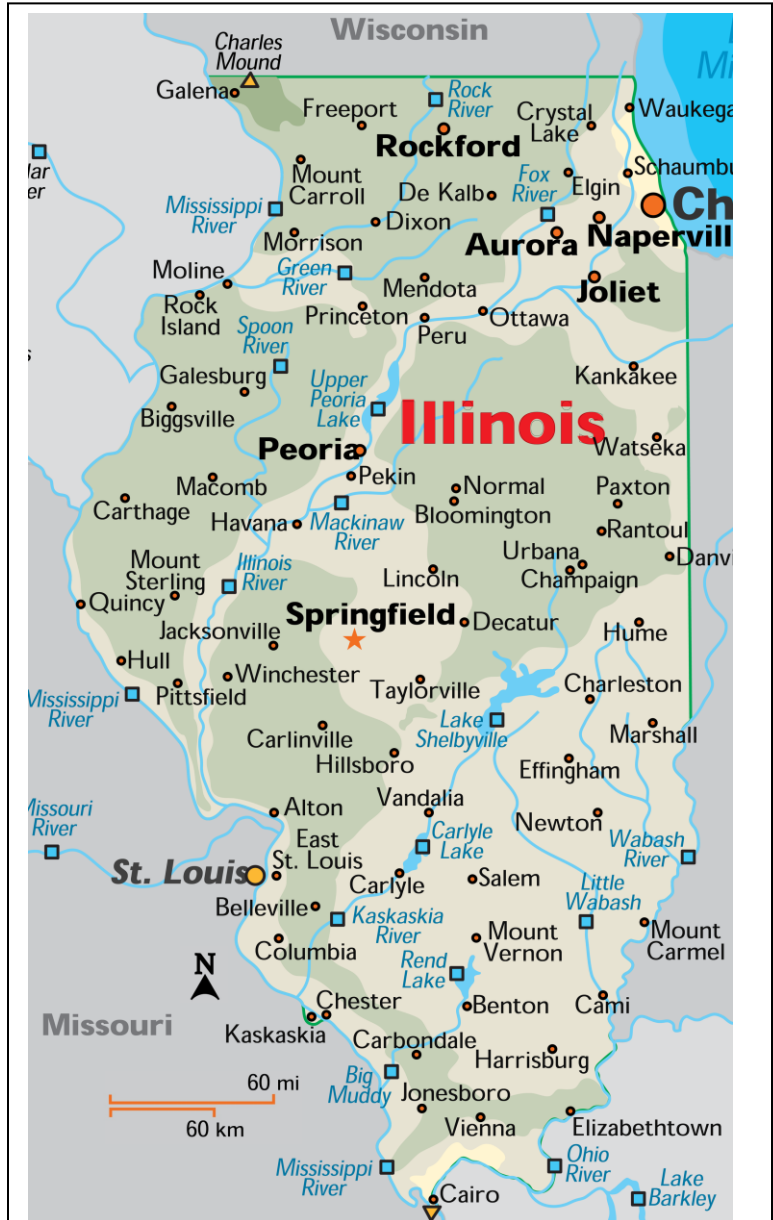 Wisconsin
Charles
Mound
Galena
Freeport
Rock
River
Crystal
Lake
Waukega
Rockford
Mount
Carroll
Schaumbu
Elgin
Fox
River
De Kalb
Ch
Mississippi
River
Dixon
Morrison
Aurora
Napervill
Moline
Green
River
Mendota
Joliet
Rock
Island
Princeton
Peru
Ottawa
Spoon
River
Galesburg
Kankakee
Biggsville
Upper
Peoria
Lake
Illinois
Peoria
Watseka
Pekin
Macomb
Normal
Paxton
Carthage
Bloomington
Havana
Mackinaw
River
Rantoul
Urbana
Danvi
Mount
Sterling
Illinois
River
Lincoln
Champaign
Quincy
Springfield
Decatur
Hume
Jacksonville
Hull
Winchester
Taylorville
Charleston
Mississippi
River
Pittsfield
Carlinville
Lake
Shelbyville
Marshall
Hillsboro
Effingham
Missouri
River
Alton
Vandalia
Newton
East
St. Louis
St. Louis
Carlyle
Lake
Wabash
River
Carlyle
Salem
Little
Wabash
Belleville
Kaskaskia
River
Columbia
Mount
Vernon
Mount
Carmel
N
Rend
Lake
Chester
Benton
Cami
Missouri
Kaskaskia
Carbondale
Harrisburg
60 mi
Big
Muddy
60 km
Jonesboro
Vienna
Elizabethtown
Mississippi
River
Ohio
River
Cairo
Lake
Barkley